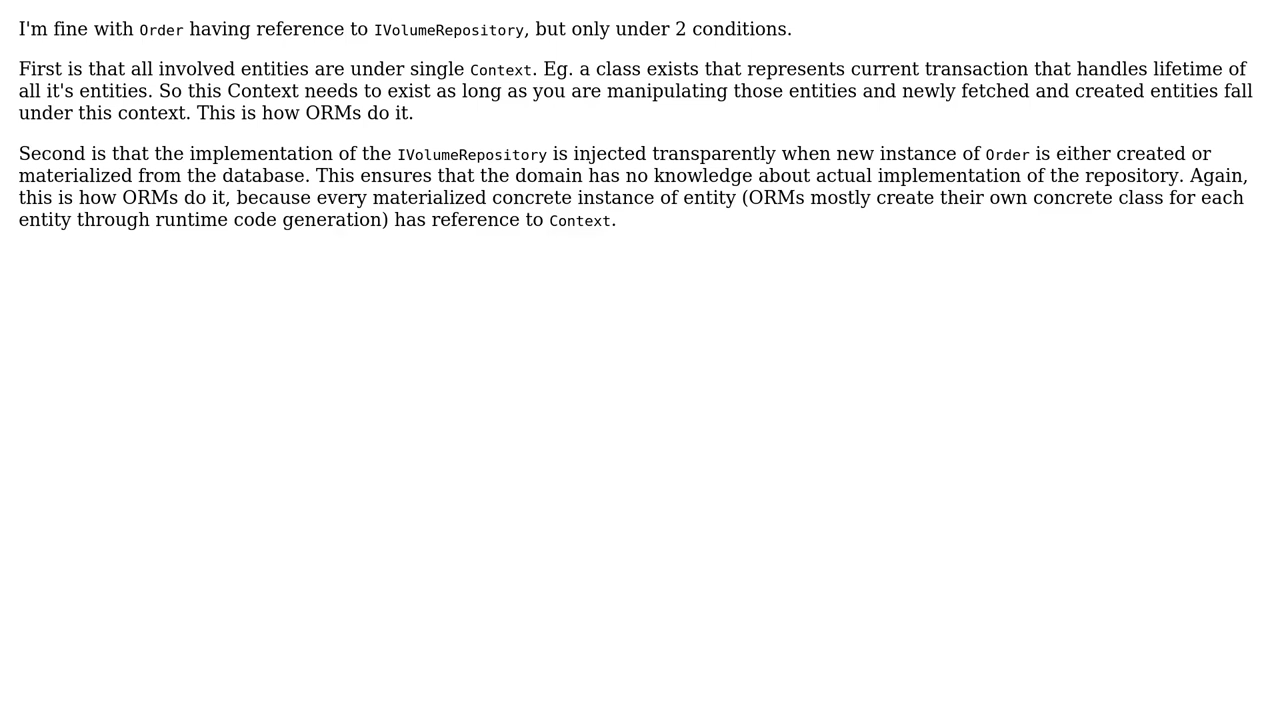 I'm fine with Order having reference to IVolumeRepository, but only under 2 conditions.
First is that all involved entities are under single Context. Eg. a class exists that represents current transaction that handles lifetime of
all it's entities. So this Context needs to exist as long as you are manipulating those entities and newly fetched and created entities fall
under this context. This is how ORMs do it.
Second is that the implementation of the IVolumeRepository is injected transparently when new instance of Order is either created or
materialized from the database. This ensures that the domain has no knowledge about actual implementation of the repository. Again,
this is how ORMs do it, because every materialized concrete instance of entity (ORMs mostly create their own concrete class for each
entity through runtime code generation) has reference to Context.